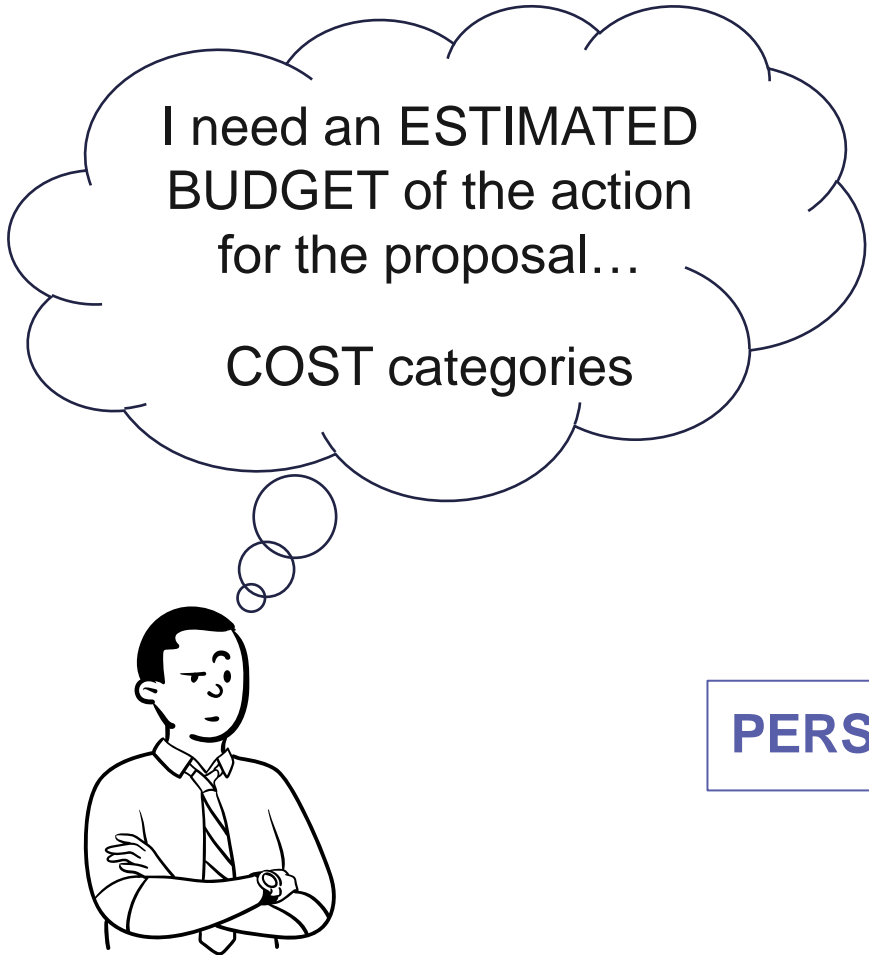 I need an ESTIMATED
BUDGET of the action
for the proposal…
COST categories
PERS